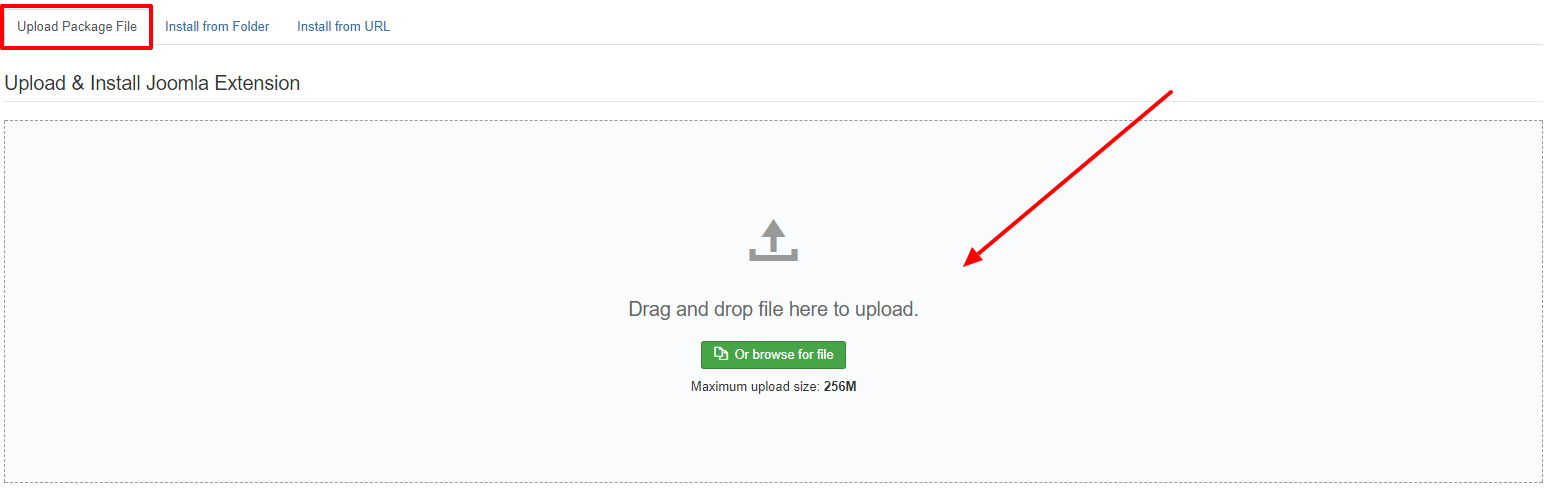 Upload Package File Install from Folder Install from URL
Upload & Install Joomla Extension
Drag and drop file here to upload.
Or browse for file
Maximum upload size: 256M